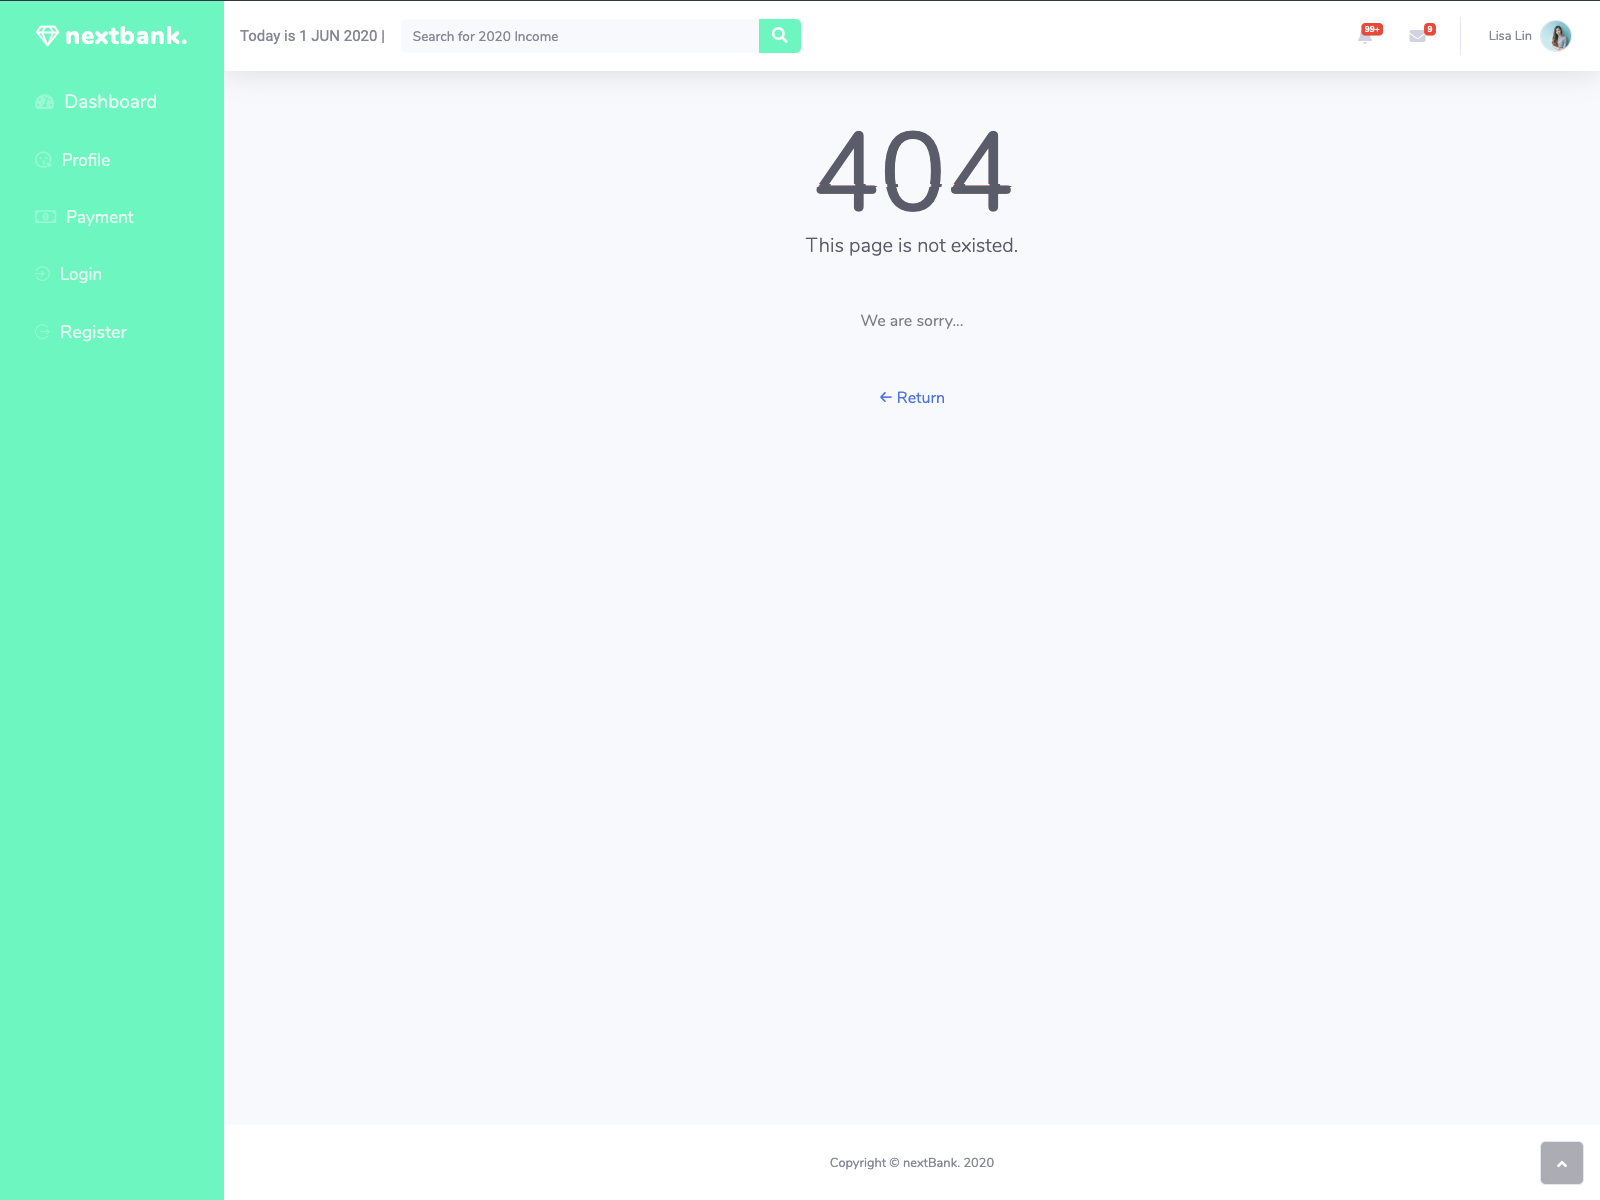 nextbank.
Today is 1 JUN 2020 |
Search for 2020 Income
99+
9
Lisa Lin
Dashboard
Profile
Payment
Login
Register
404
This page is not existed.
We are sorry...
← Return
Copyright © nextBank. 2020